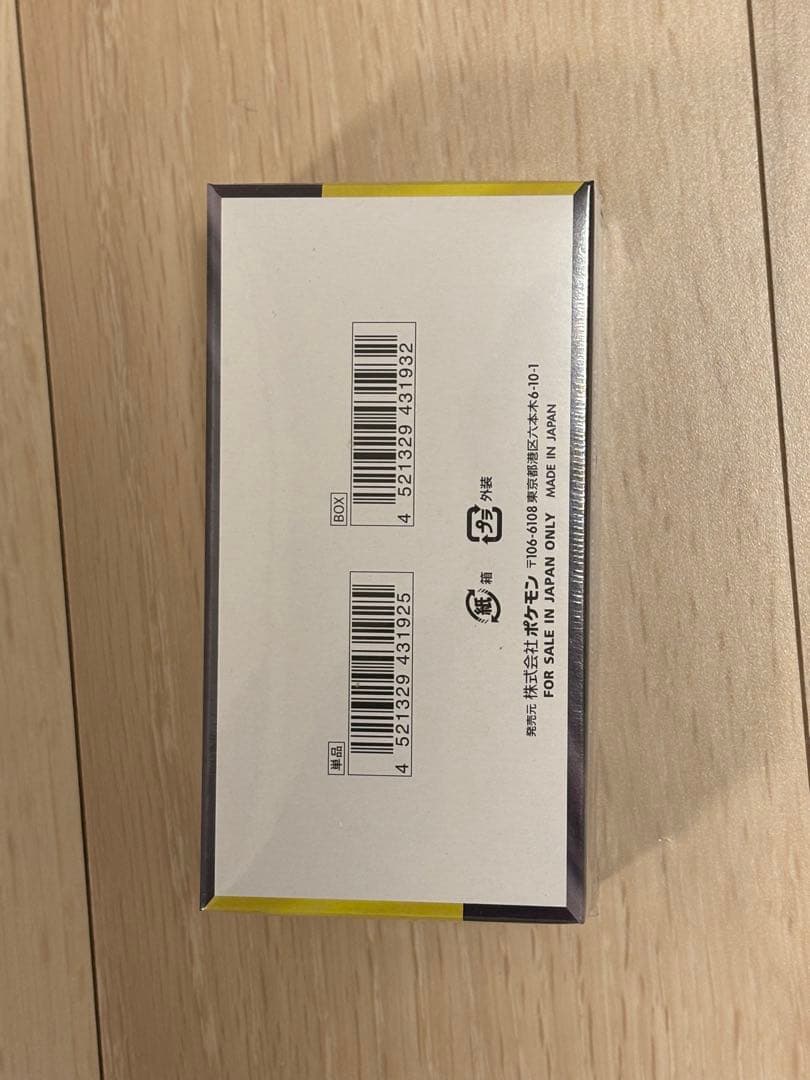 単品
4 521329 431925
BOX
4 521329 431932
紙 箱
プラ 外装
発売元 株式会社 ポケモン 〒106-6108 東京都港区六本木6-10-1
FOR SALE IN JAPAN ONLY MADE IN JAPAN